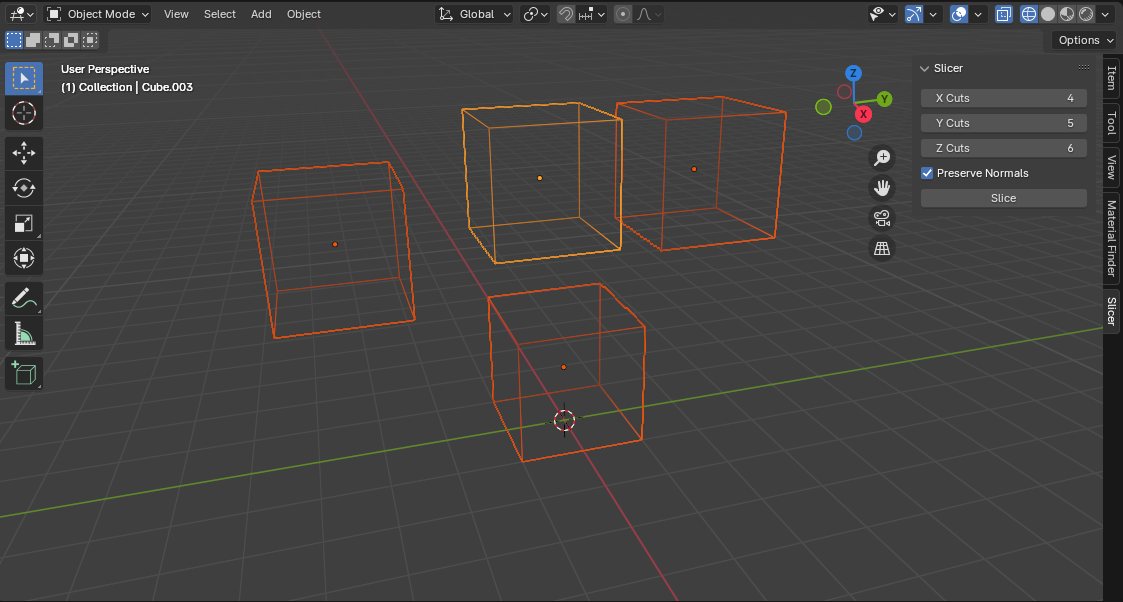 Object Mode View Select Add Object Global
Options
User Perspective
(1) Collection | Cube.003
Z
Y
X
Slicer
X Cuts 4
Y Cuts 5
Z Cuts 6
Preserve Normals
Slice
Item
Tool
View
Material Finder
Slicer